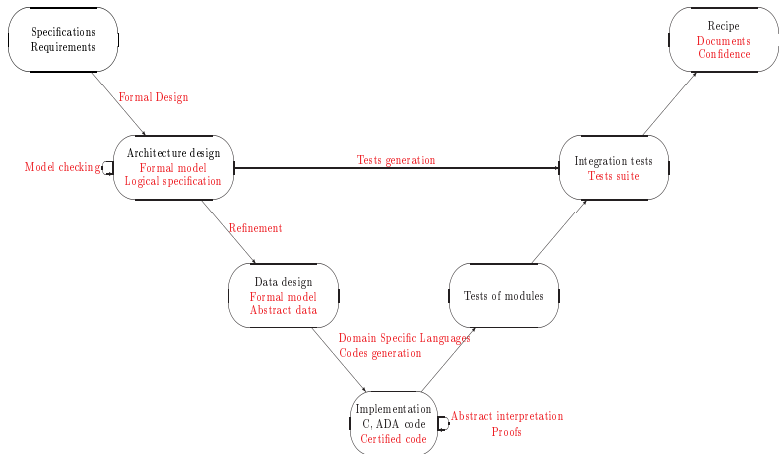 Specifications
Requirements
Recipe
Documents
Confidence
Formal Design
Architecture design
Formal model
Logical specification
Model checking
Tests generation
Integration tests
Tests suite
Refinement
Data design
Formal model
Abstract data
Tests of modules
Domain Specific Languages
Codes generation
Implementation
C, ADA code
Certified code
Abstract interpretation
Proofs